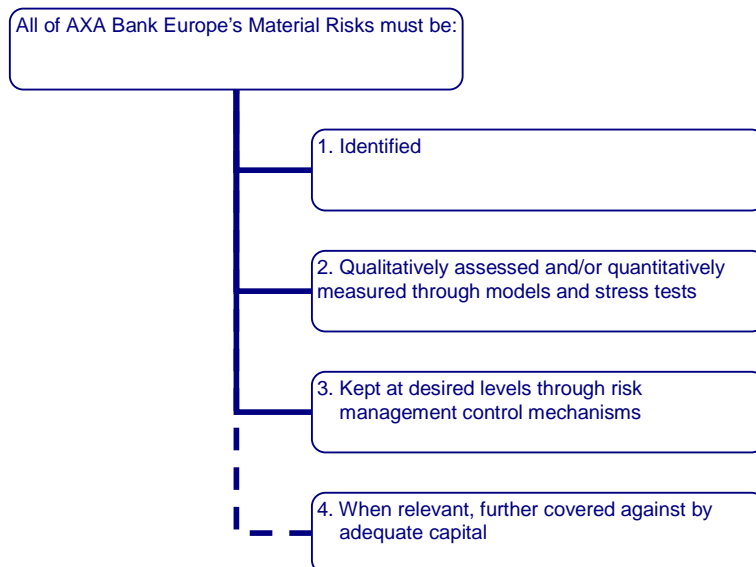 All of AXA Bank Europe's Material Risks must be:
1. Identified
2. Qualitatively assessed and/or quantitatively
measured through models and stress tests
3. Kept at desired levels through risk
management control mechanisms
4. When relevant, further covered against by
adequate capital